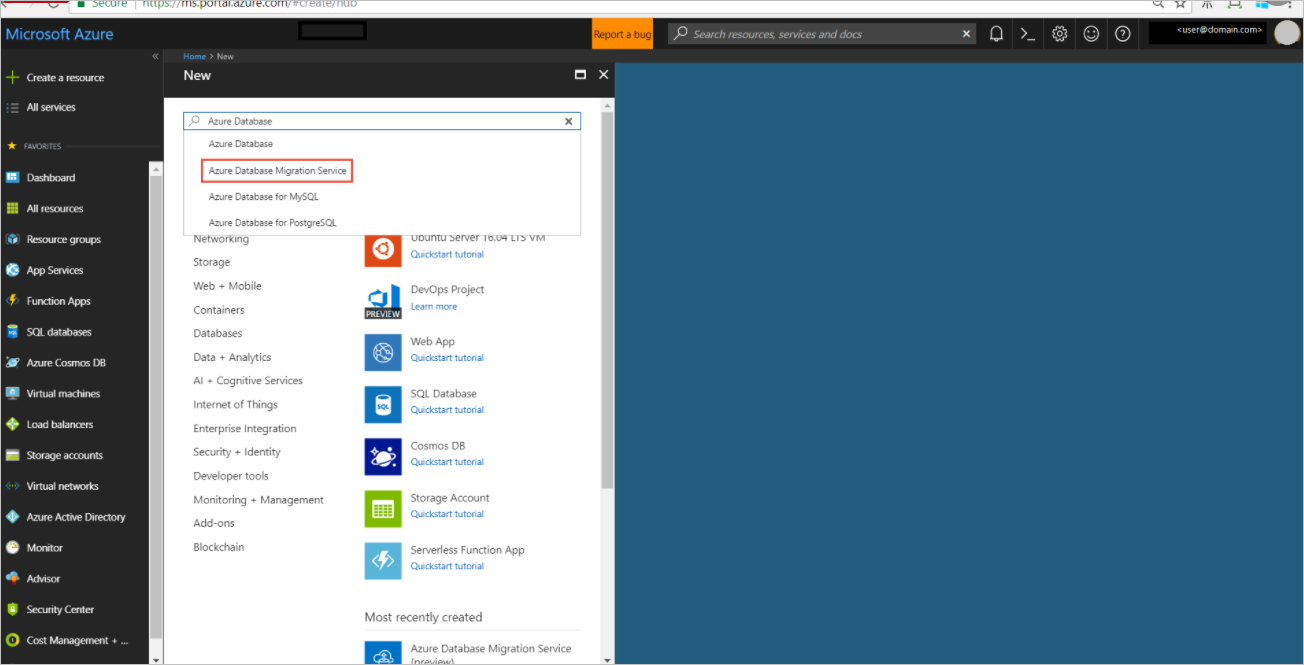 Secure
https://ms.portal.azure.com/#create/hub
Microsoft Azure
Report a bug
Search resources, services and docs
<user@domain.com>
Create a resource
All services
FAVORITES
Dashboard
All resources
Resource groups
App Services
Function Apps
SQL databases
Azure Cosmos DB
Virtual machines
Load balancers
Storage accounts
Virtual networks
Azure Active Directory
Monitor
Advisor
Security Center
Cost Management + ...
Home > New
New
Azure Database
Azure Database
Azure Database Migration Service
Azure Database for MySQL
Azure Database for PostgreSQL
Networking
Storage
Web + Mobile
Containers
Databases
Data + Analytics
AI + Cognitive Services
Internet of Things
Enterprise Integration
Security + Identity
Developer tools
Monitoring + Management
Add-ons
Blockchain
Ubuntu Server 16.04 LTS VM
Quickstart tutorial
PREVIEW
DevOps Project
Learn more
Web App
Quickstart tutorial
SQL
SQL Database
Quickstart tutorial
Cosmos DB
Quickstart tutorial
Storage Account
Quickstart tutorial
Serverless Function App
Quickstart tutorial
Most recently created
Azure Database Migration Service
(preview)